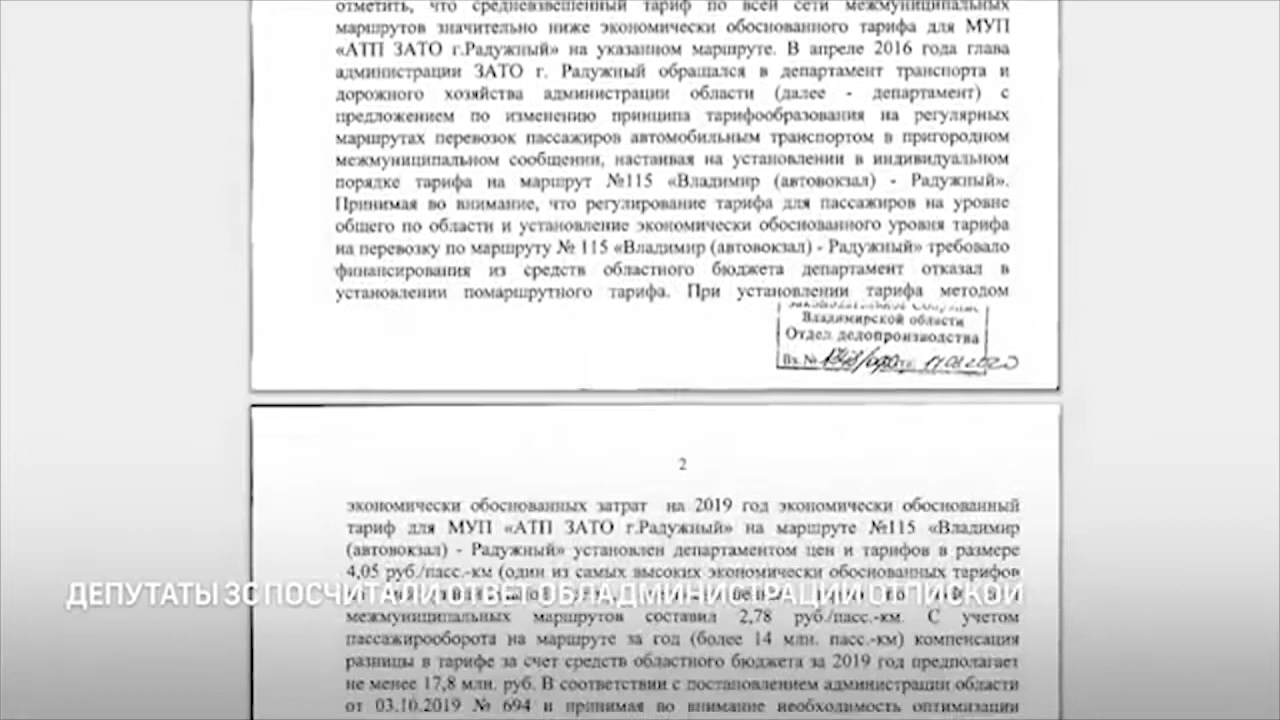 отметить, что средневзвешенный тариф по всей сети межмуниципальных
маршрутов значительно ниже экономически обоснованного тарифа для МУП
«АТП ЗАТО г.Радужный» на указанном маршруте. В апреле 2016 года глава
администрации ЗАТО г. Радужный обращался в департамент транспорта и
дорожного хозяйства администрации области (далее - департамент) с
предложением по изменению принципа тарифообразования на регулярных
маршрутах перевозок пассажиров автомобильным транспортом в пригородном
межмуниципальном сообщении, настаивая на установлении в индивидуальном
порядке тарифа на маршрут №115 «Владимир (автовокзал) - Радужный».
Принимая во внимание, что регулирование тарифа для пассажиров на уровне
общего по области и установление экономически обоснованного уровня тарифа
на перевозку по маршруту № 115 «Владимир (автовокзал) - Радужный» требовало
финансирования из средств областного бюджета департамент отказал в
установлении помаршрутного тарифа. При установлении тарифа методом
Владимирской области
Отдел делопроизводства
Вх. №
2
экономически обоснованных затрат на 2019 год экономически обоснованный
тариф для МУП «АТП ЗАТО г.Радужный» на маршруте №115 «Владимир
(автовокзал) - Радужный» установлен департаментом цен и тарифов в размере
4,05 руб./пасс.-км (один из самых высоких экономически обоснованных тарифов
ДЕПУТАТЫ ЗС ПОСЧИТАЛИ ОТВЕТ ОБЛАДМИНИСТРАЦИИ ОТПИСКОЙ
межмуниципальных маршрутов составил 2,78 руб./пасс.-км. С учетом
пассажирооборота на маршруте за год (более 14 млн. пасс.-км) компенсация
разницы в тарифе за счет средств областного бюджета за 2019 год предполагает
не менее 17,8 млн. руб. В соответствии с постановлением администрации области
от 03.10.2019 № 694 и принимая во внимание необходимость оптимизации